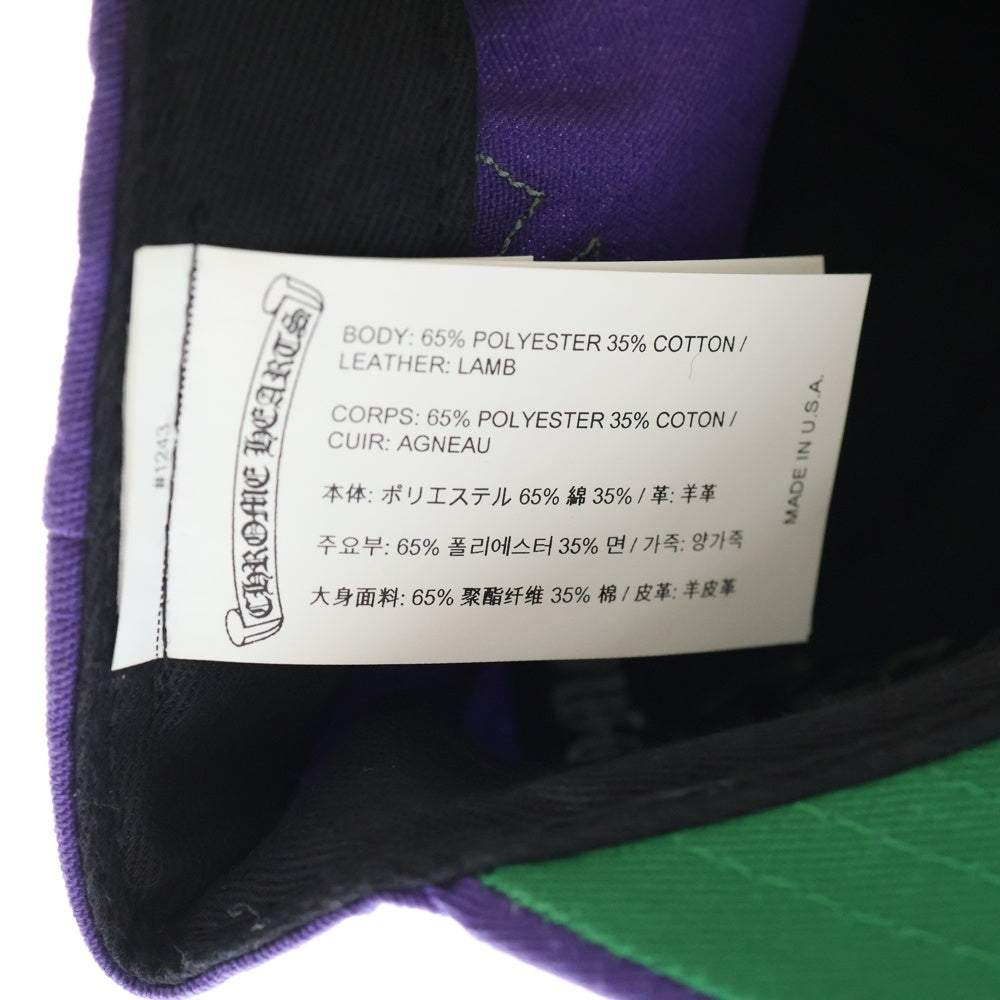 #1243
CHROME HEARTS
BODY: 65% POLYESTER 35% COTTON /
LEATHER: LAMB
CORPS: 65% POLYESTER 35% COTON /
CUIR: AGNEAU
本体: ポリエステル 65% 綿 35% / 革: 羊革
주요부: 65% 폴리에스터 35% 면 / 가죽: 양가죽
大身面料: 65% 聚酯纤维 35% 棉 / 皮革: 羊皮革
MADE IN U.S.A.